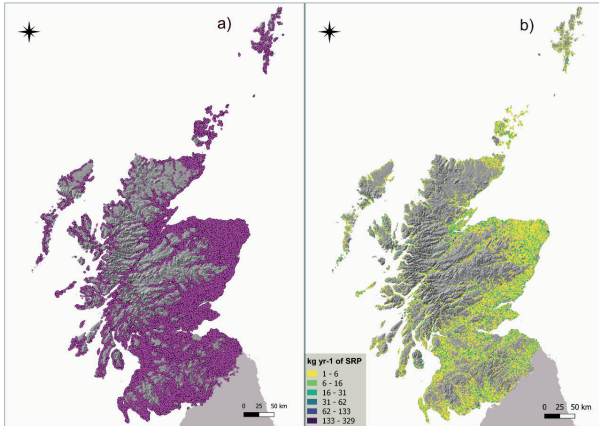 a)
b)
kg yr-1 of SRP
1 - 6
6 - 16
16 - 31
31 - 62
62 - 133
133 - 329
0 25 50 km
0 25 50 km